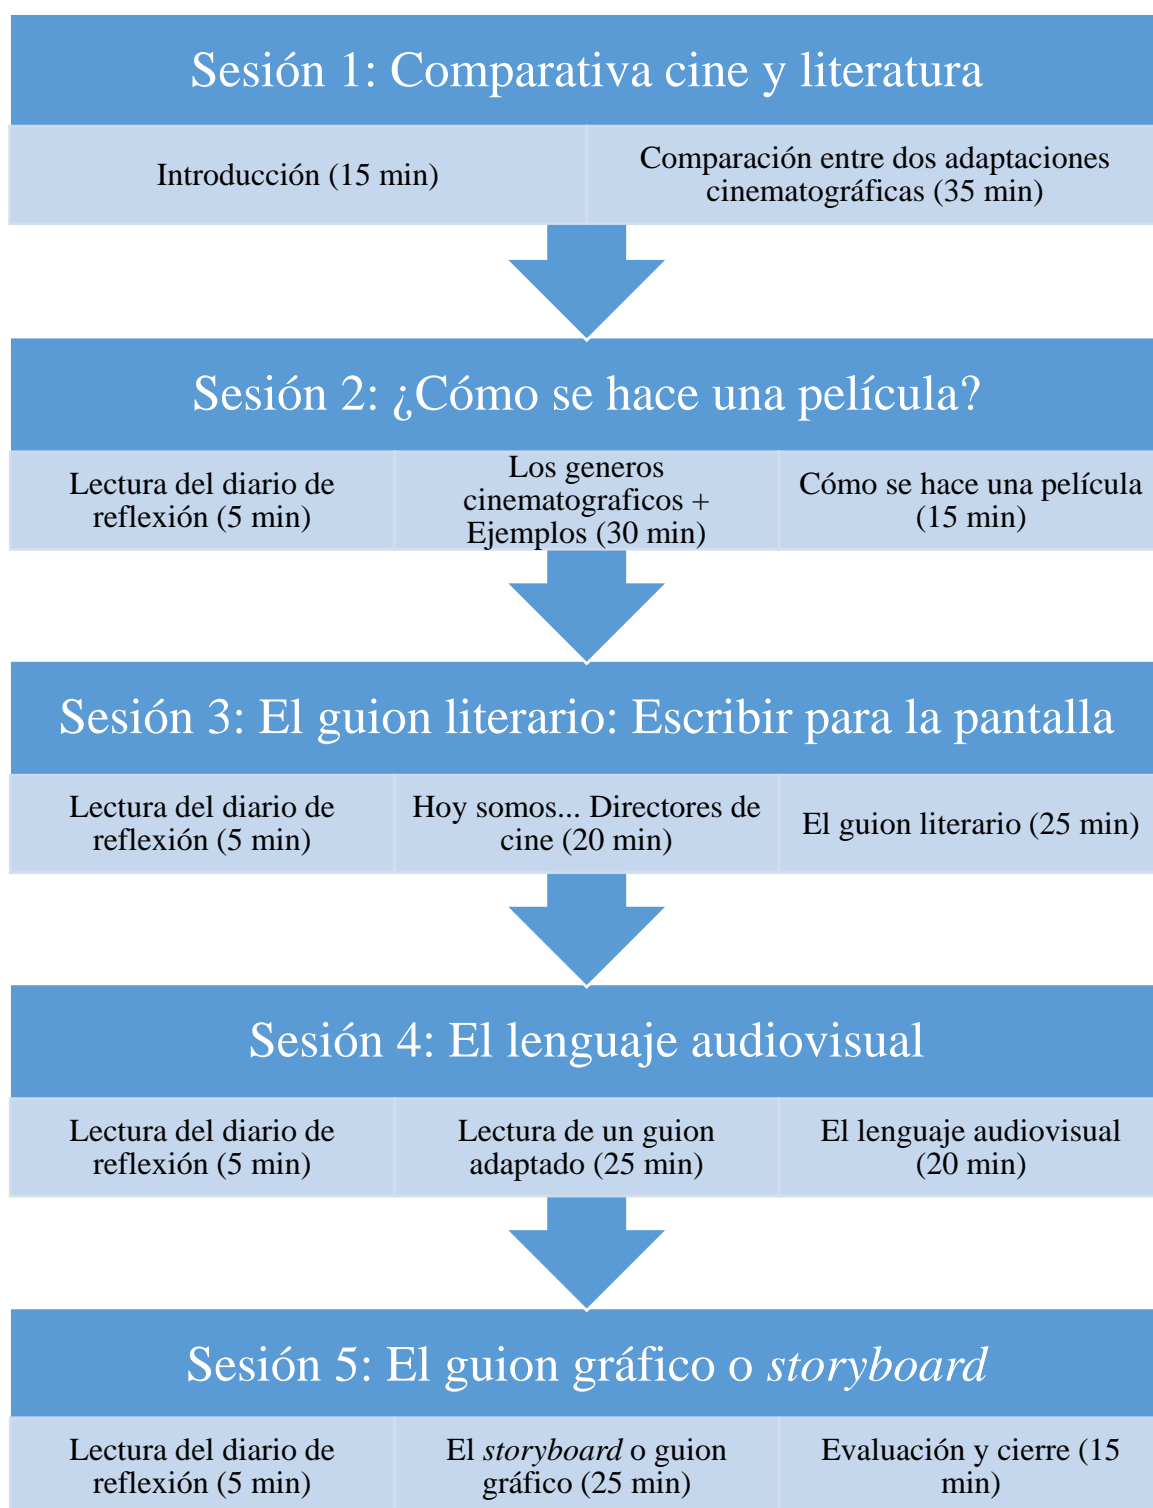 Sesión 1: Comparativa cine y literatura
Introducción (15 min)
Comparación entre dos adaptaciones
cinematográficas (35 min)
Sesión 2: ¿Cómo se hace una película?
Lectura del diario de
reflexión (5 min)
Los generos
cinematograficos +
Ejemplos (30 min)
Cómo se hace una película
(15 min)
Sesión 3: El guion literario: Escribir para la pantalla
Lectura del diario de
reflexión (5 min)
Hoy somos... Directores de
cine (20 min)
El guion literario (25 min)
Sesión 4: El lenguaje audiovisual
Lectura del diario de
reflexión (5 min)
Lectura de un guion
adaptado (25 min)
El lenguaje audiovisual
(20 min)
Sesión 5: El guion gráfico o storyboard
Lectura del diario de
reflexión (5 min)
El storyboard o guion
gráfico (25 min)
Evaluación y cierre (15
min)